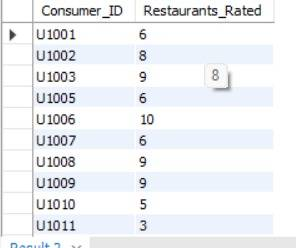 Consumer_ID Restaurants_Rated
U1001 6
U1002 8
U1003 9
8
U1005 6
U1006 10
U1007 6
U1008 9
U1009 9
U1010 5
U1011 3
Result 2